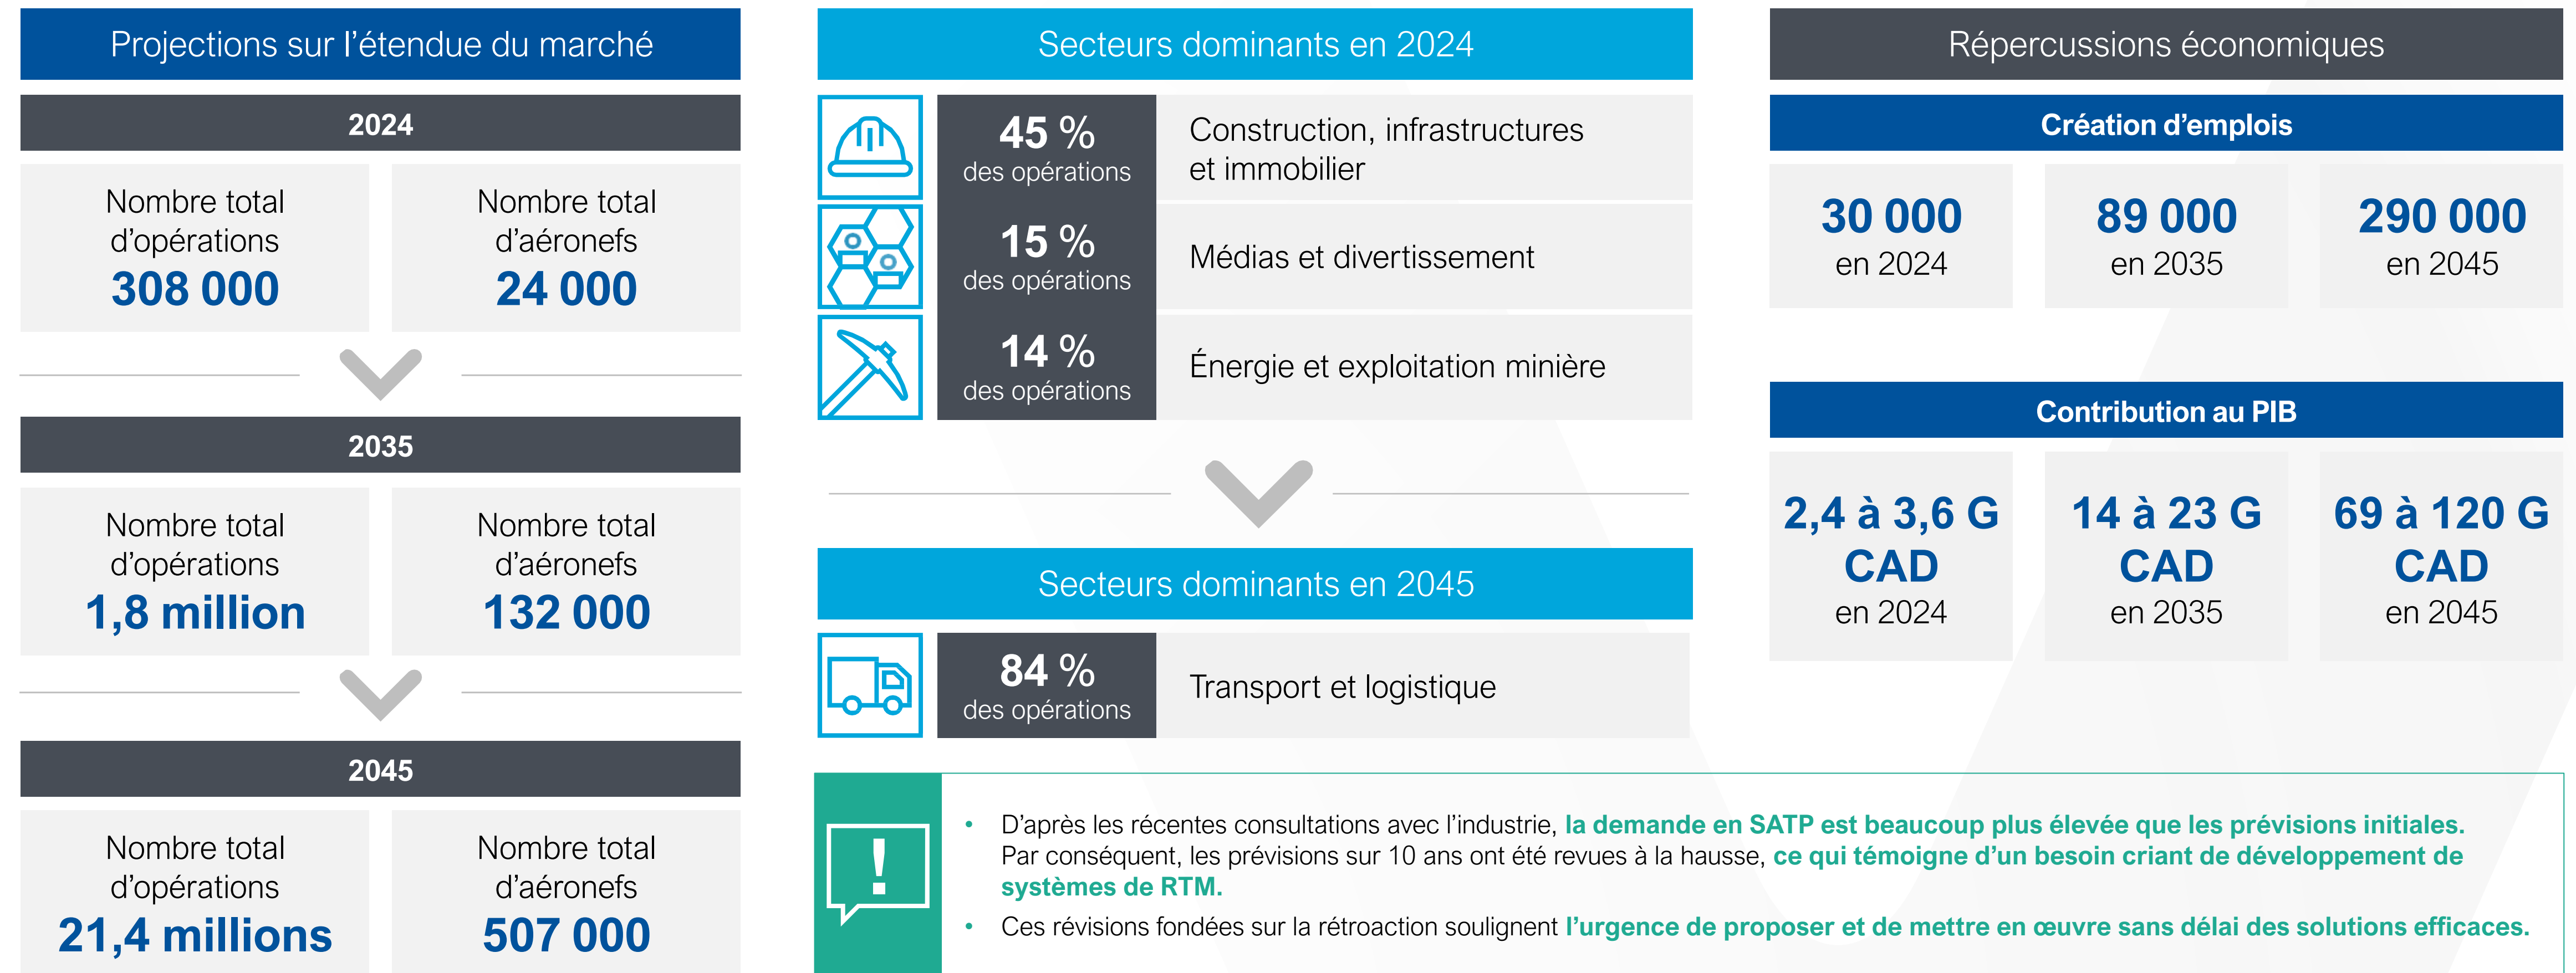 Projections sur l’étendue du marché
2024
Nombre total
d’opérations
308 000
Nombre total
d’aéronefs
24 000
2035
Nombre total
d’opérations
1,8 million
Nombre total
d’aéronefs
132 000
2045
Nombre total
d’opérations
21,4 millions
Nombre total
d’aéronefs
507 000
Secteurs dominants en 2024
45 %
des opérations
Construction, infrastructures
et immobilier
15 %
des opérations
Médias et divertissement
14 %
des opérations
Énergie et exploitation minière
Secteurs dominants en 2045
84 %
des opérations
Transport et logistique
Répercussions économiques
Création d’emplois
30 000
en 2024
89 000
en 2035
290 000
en 2045
Contribution au PIB
2,4 à 3,6 G
CAD
en 2024
14 à 23 G
CAD
en 2035
69 à 120 G
CAD
en 2045
!
• D’après les récentes consultations avec l’industrie, la demande en SATP est beaucoup plus élevée que les prévisions initiales.
Par conséquent, les prévisions sur 10 ans ont été revues à la hausse, ce qui témoigne d’un besoin criant de développement de
systèmes de RTM.
• Ces révisions fondées sur la rétroaction soulignent l’urgence de proposer et de mettre en œuvre sans délai des solutions efficaces.